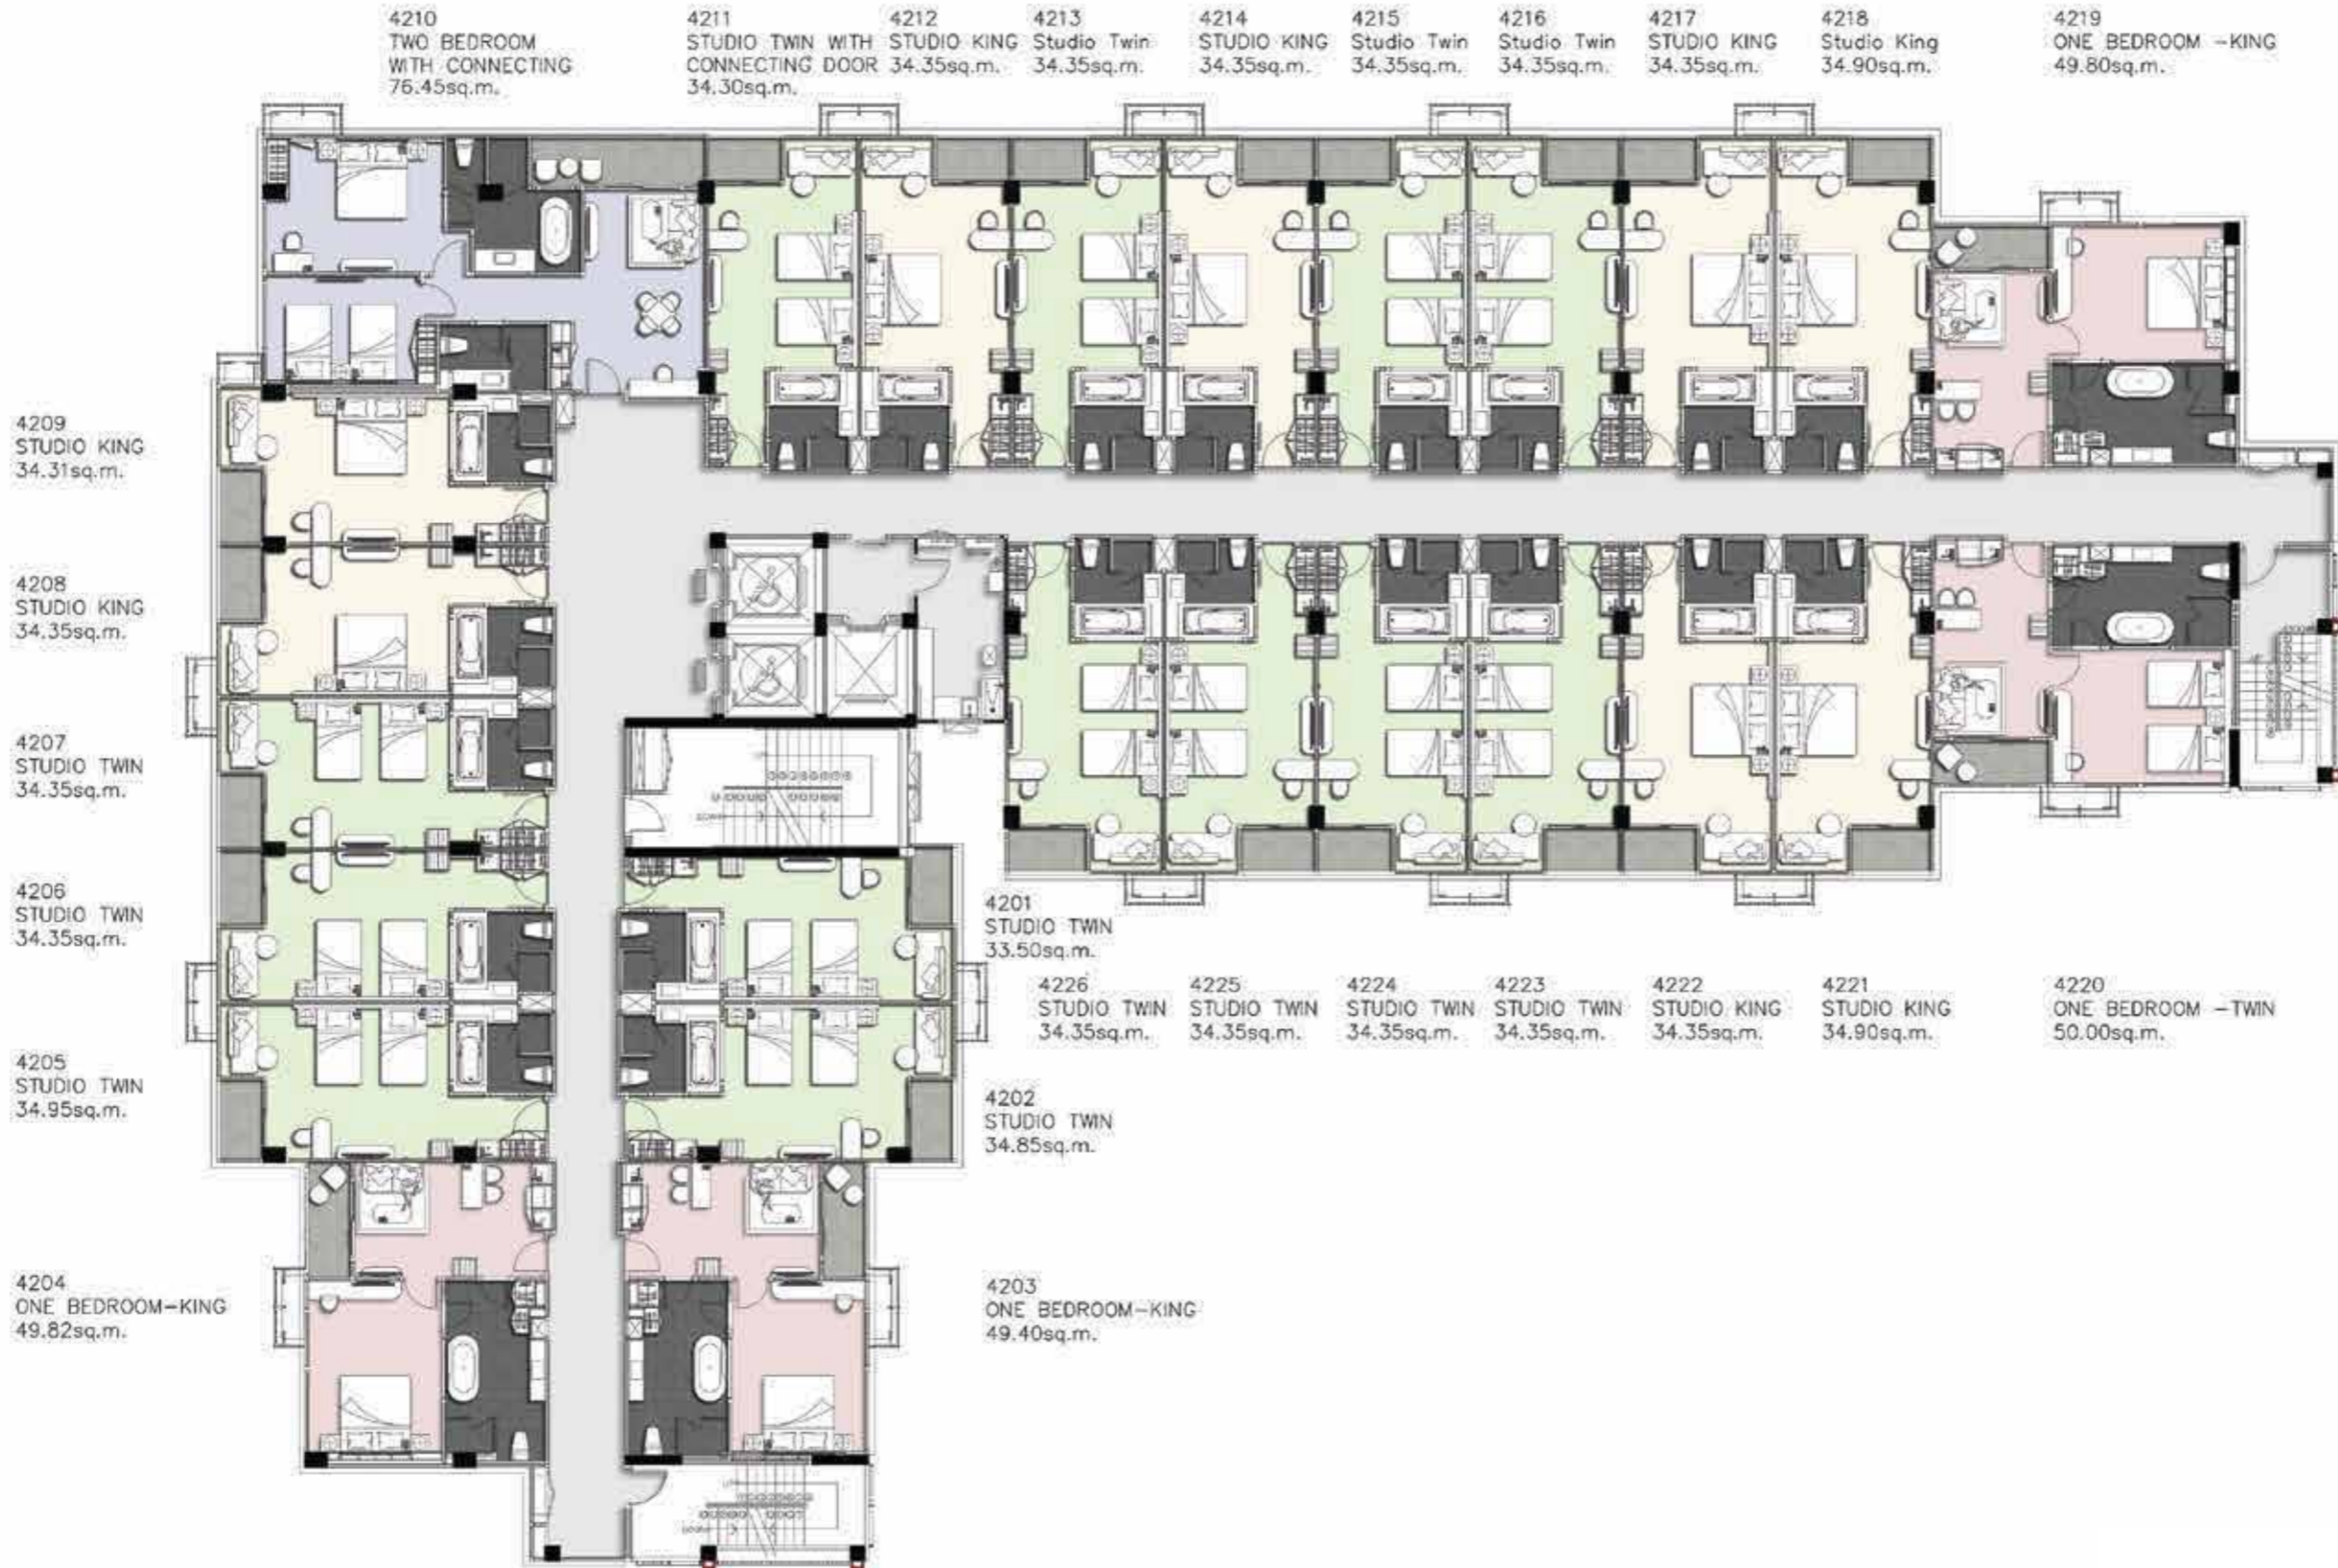 4210
TWO BEDROOM
WITH CONNECTING
76.45sq.m.
4211
STUDIO TWIN WITH
CONNECTING DOOR
34.30sq.m.
4212
STUDIO KING
34.35sq.m.
4213
Studio Twin
34.35sq.m.
4214
STUDIO KING
34.35sq.m.
4215
Studio Twin
34.35sq.m.
4216
Studio Twin
34.35sq.m.
4217
STUDIO KING
34.35sq.m.
4218
Studio King
34.90sq.m.
4219
ONE BEDROOM -KING
49.80sq.m.
4209
STUDIO KING
34.31sq.m.
4208
STUDIO KING
34.35sq.m.
4207
STUDIO TWIN
34.35sq.m.
4206
STUDIO TWIN
34.35sq.m.
4205
STUDIO TWIN
34.95sq.m.
4204
ONE BEDROOM-KING
49.82sq.m.
4201
STUDIO TWIN
33.50sq.m.
4226
STUDIO TWIN
34.35sq.m.
4225
STUDIO TWIN
34.35sq.m.
4224
STUDIO TWIN
34.35sq.m.
4223
STUDIO TWIN
34.35sq.m.
4222
STUDIO KING
34.35sq.m.
4221
STUDIO KING
34.90sq.m.
4220
ONE BEDROOM -TWIN
50.00sq.m.
4202
STUDIO TWIN
34.85sq.m.
4203
ONE BEDROOM-KING
49.40sq.m.